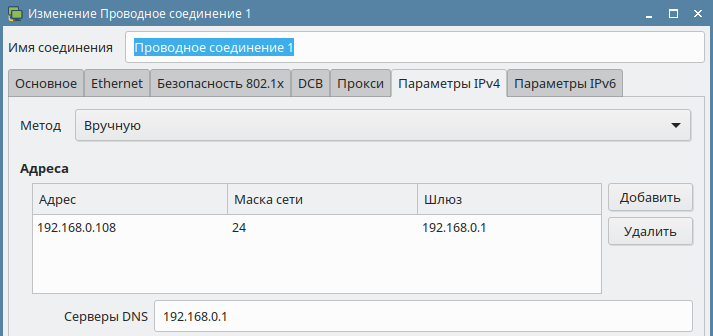 Изменение Проводное соединение 1
Имя соединения Проводное соединение 1
Основное Ethernet Безопасность 802.1x DCB Прокси Параметры IPv4 Параметры IPv6
Метод Вручную
Адреса
Адрес Маска сети Шлюз Добавить
192.168.0.108 24 192.168.0.1 Удалить
Серверы DNS 192.168.0.1